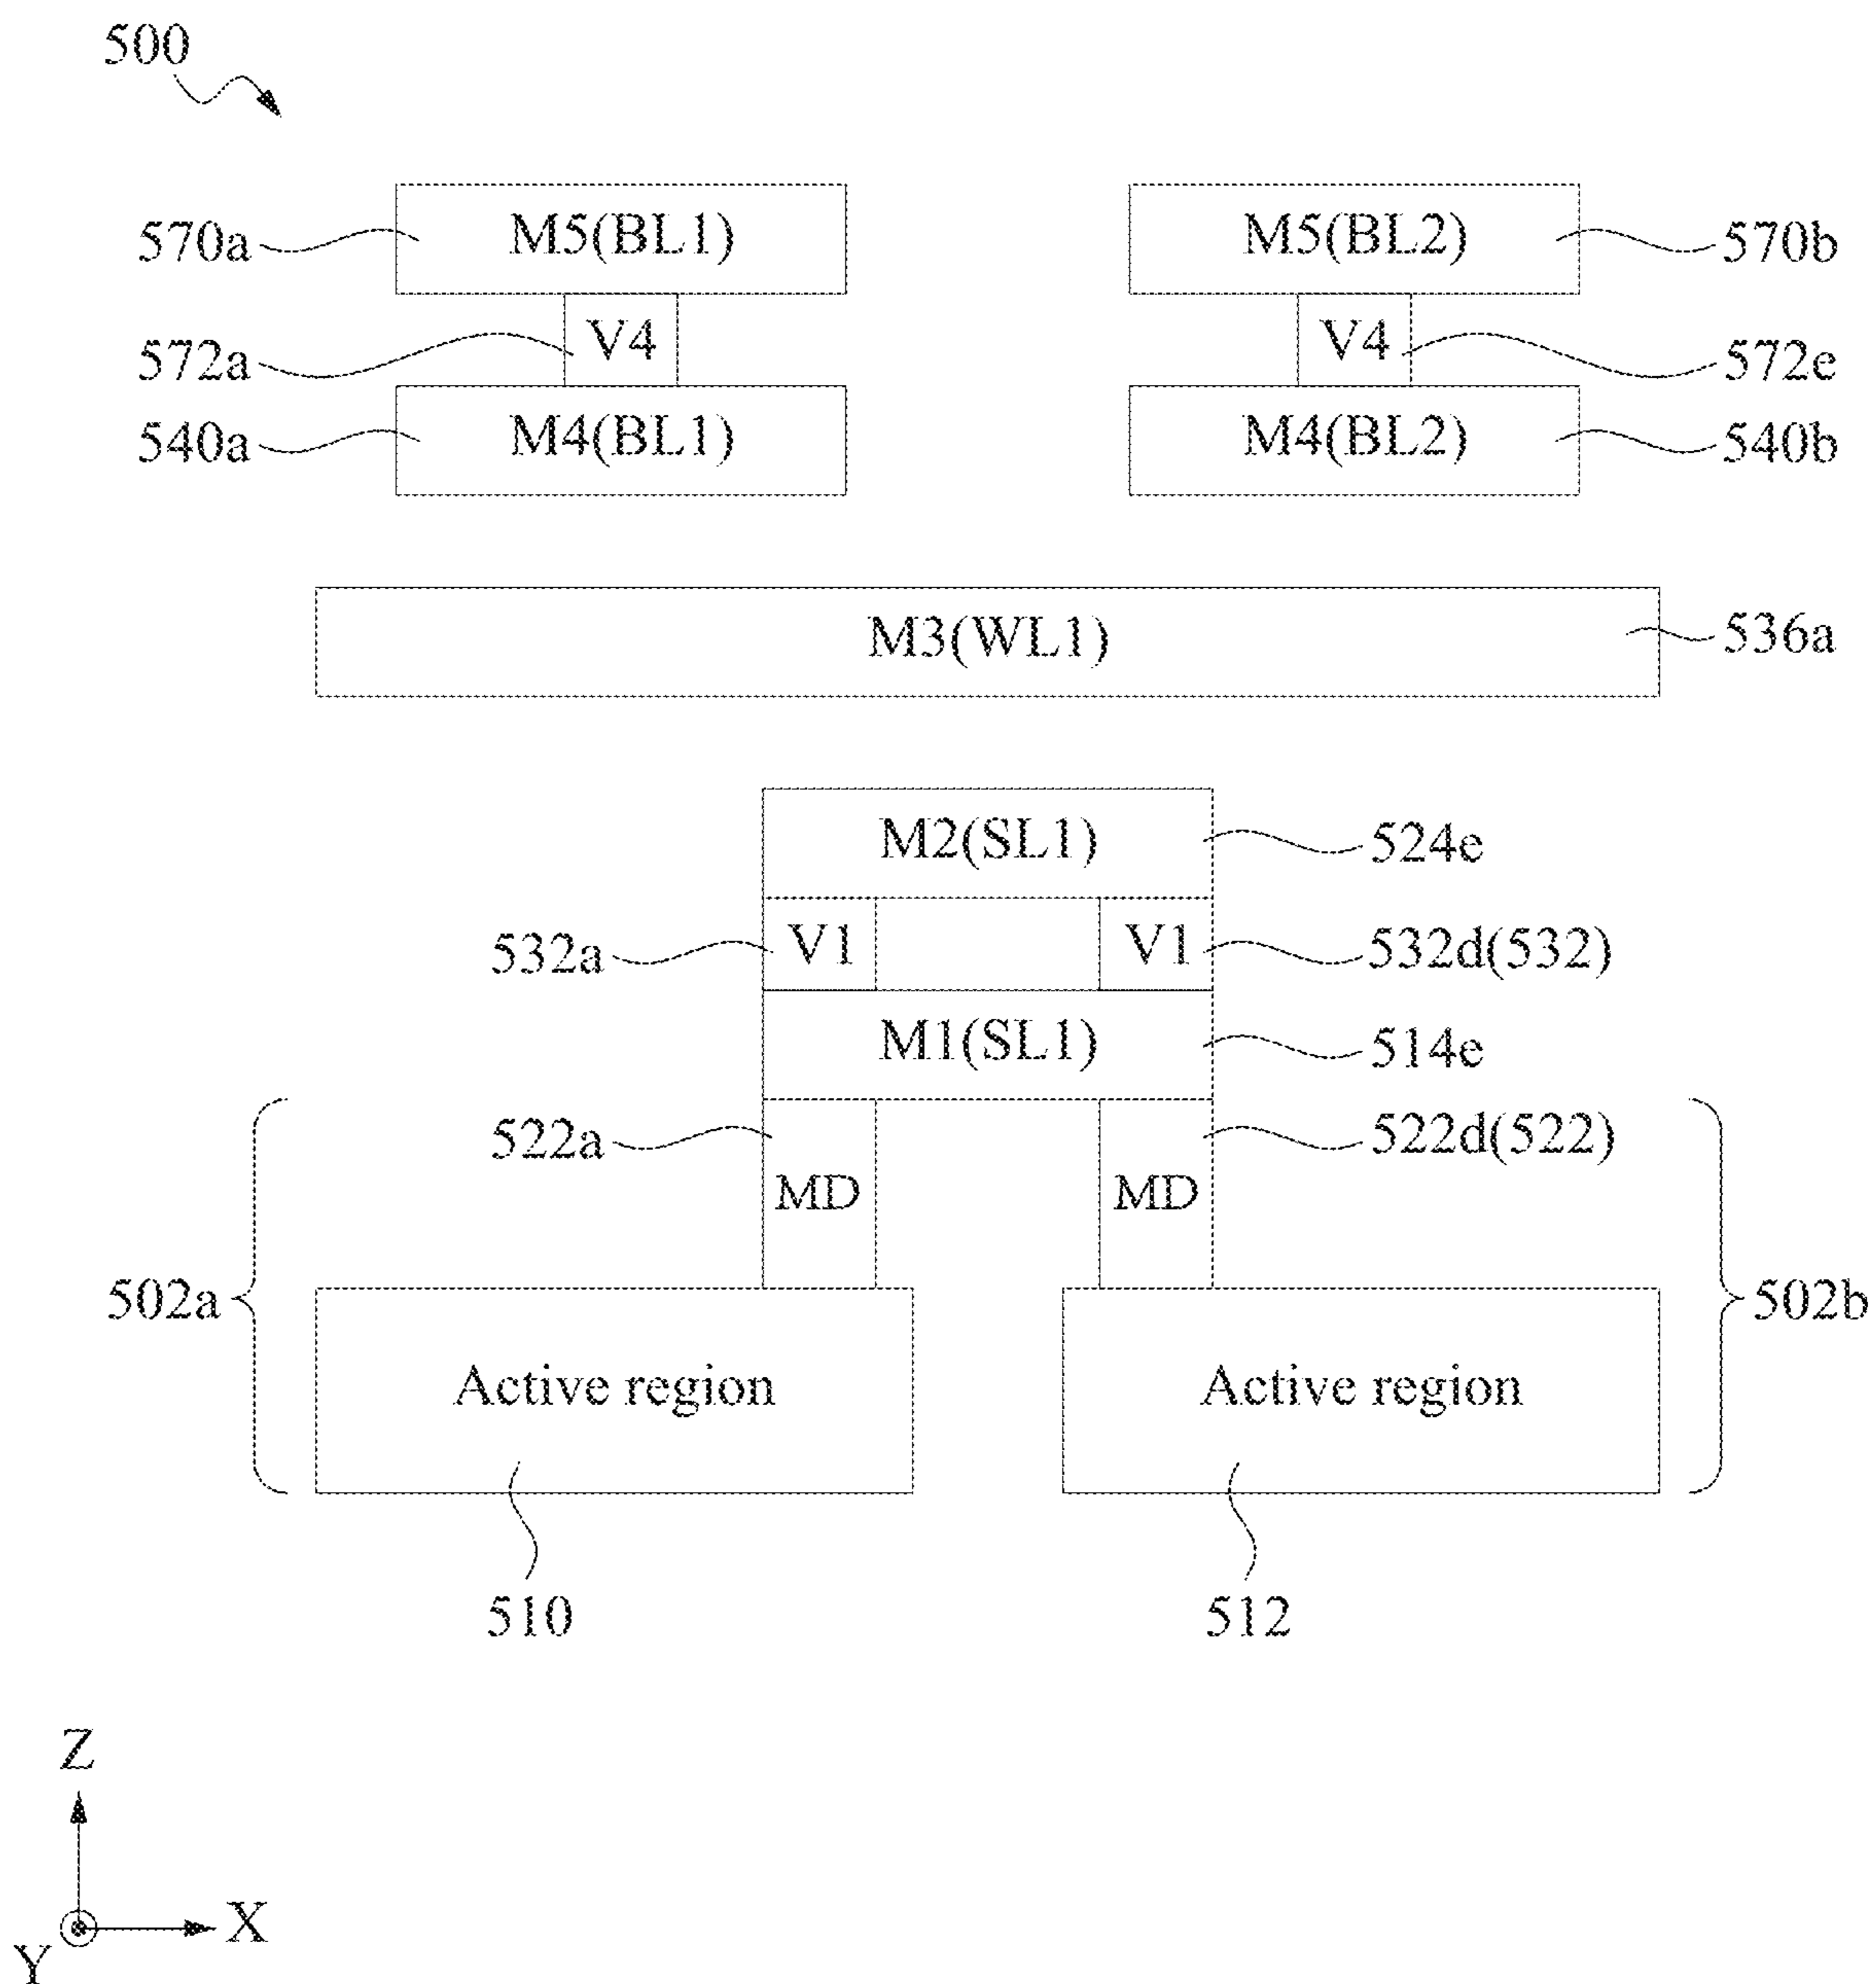 500
570a M5(BL1) M5(BL2) 570b
572a V4 V4 572e
540a M4(BL1) M4(BL2) 540b
M3(WL1) 536a
M2(SL1) 524e
532a V1 V1 532d(532)
M1(SL1) 514e
522a 522d(522)
MD MD
502a 502b
Active region Active region
510 512
Z
X
Y